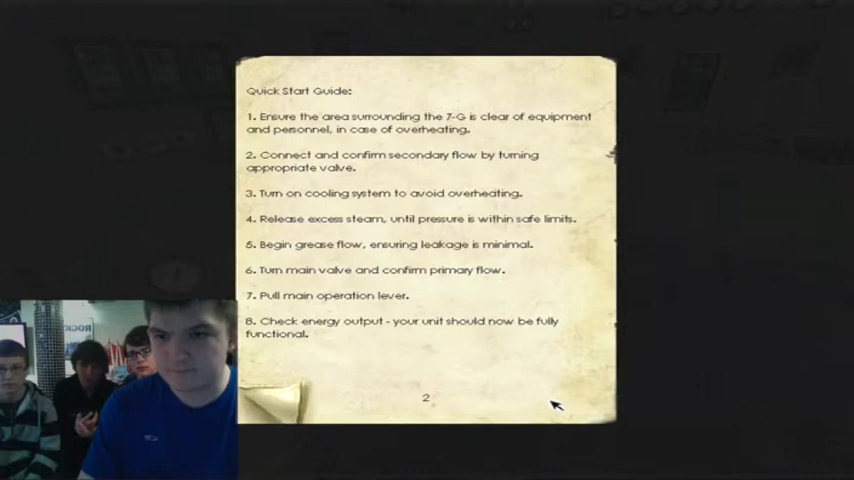 Quick Start Guide:
1. Ensure the area surrounding the 7-G is clear of equipment
and personnel, in case of overheating.
2. Connect and confirm secondary flow by turning
appropriate valve.
3. Turn on cooling system to avoid overheating.
4. Release excess steam, until pressure is within safe limits.
5. Begin grease flow, ensuring leakage is minimal.
6. Turn main valve and confirm primary flow.
7. Pull main operation lever.
8. Check energy output - your unit should now be fully
functional.
2